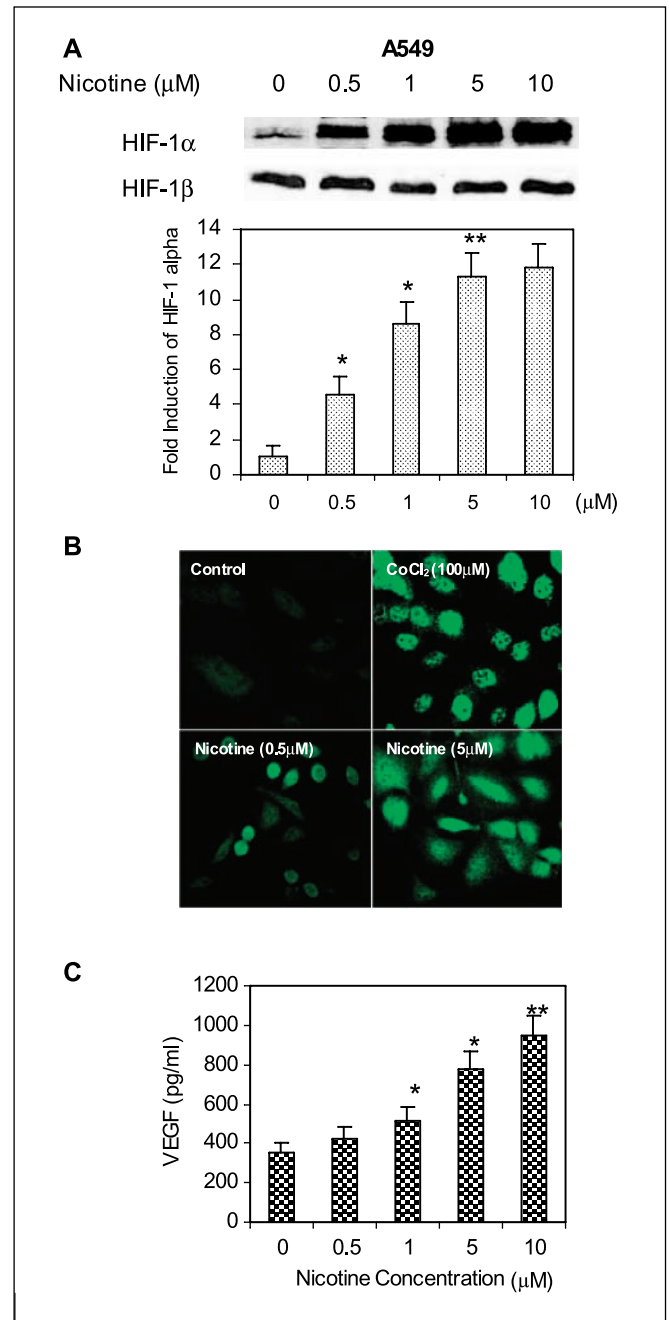 A
A549
Nicotine (μM) 0 0.5 1 5 10
HIF-1α
HIF-1β
Fold Induction of HIF-1 alpha
14
12
10
8
6
4
2
0
* * **
0 0.5 1 5 10 (μM)
B
Control
CoCl₂ (100μM)
Nicotine (0.5μM)
Nicotine (5μM)
C
VEGF (pg/ml)
1200
1000
800
600
400
200
0
* * **
0 0.5 1 5 10
Nicotine Concentration (μM)